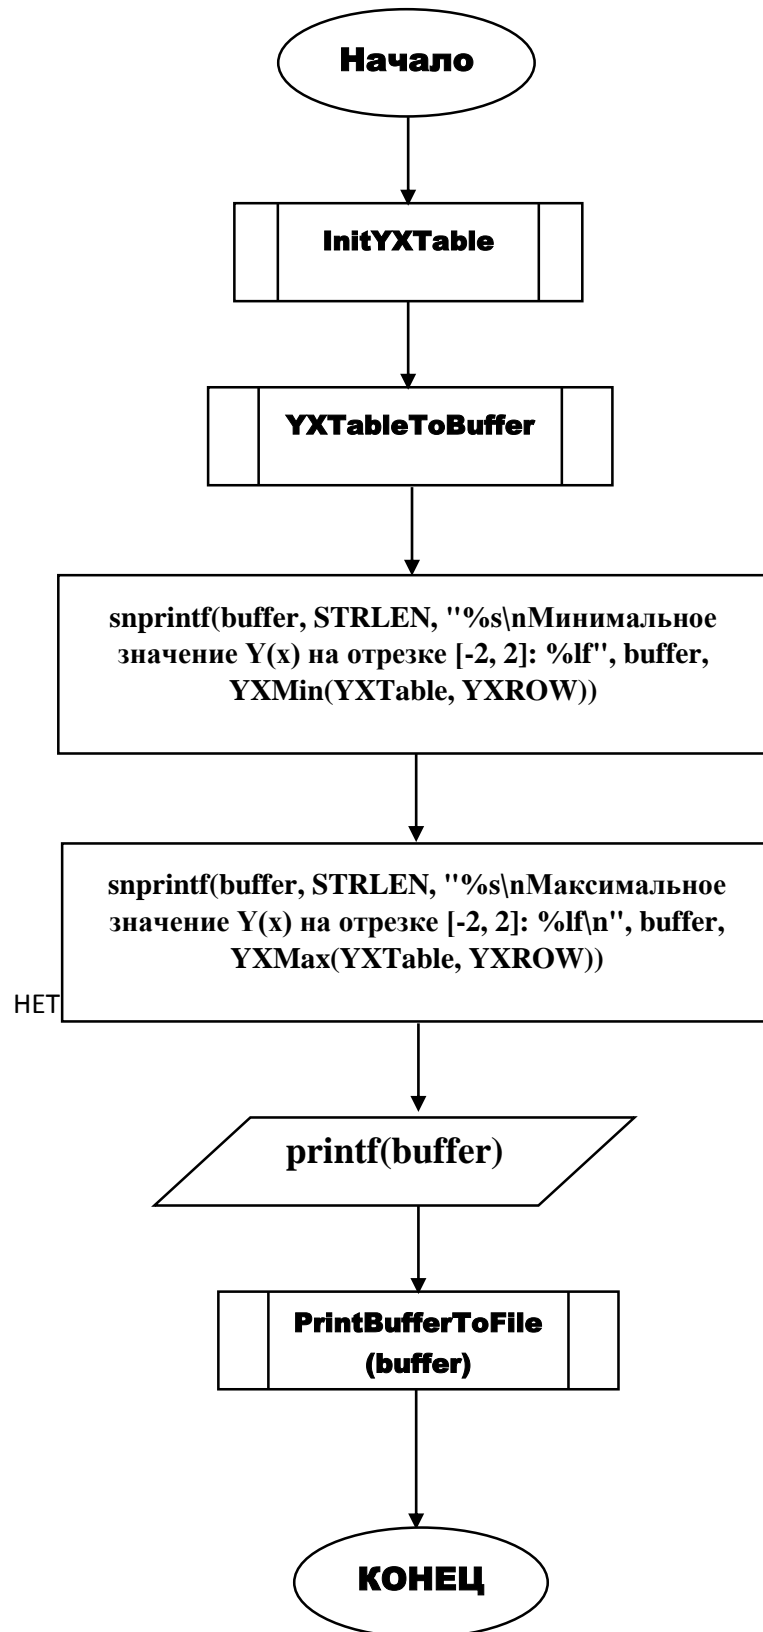 Начало
InitYXTable
YXTableToBuffer
snprintf(buffer, STRLEN, "%s\nМинимальное
значение Y(x) на отрезке [-2, 2]: %lf", buffer,
YXMin(YXTable, YXROW))
snprintf(buffer, STRLEN, "%s\nМаксимальное
значение Y(x) на отрезке [-2, 2]: %lf\n", buffer,
YXMax(YXTable, YXROW))
НЕТ
printf(buffer)
PrintBufferToFile
(buffer)
КОНЕЦ